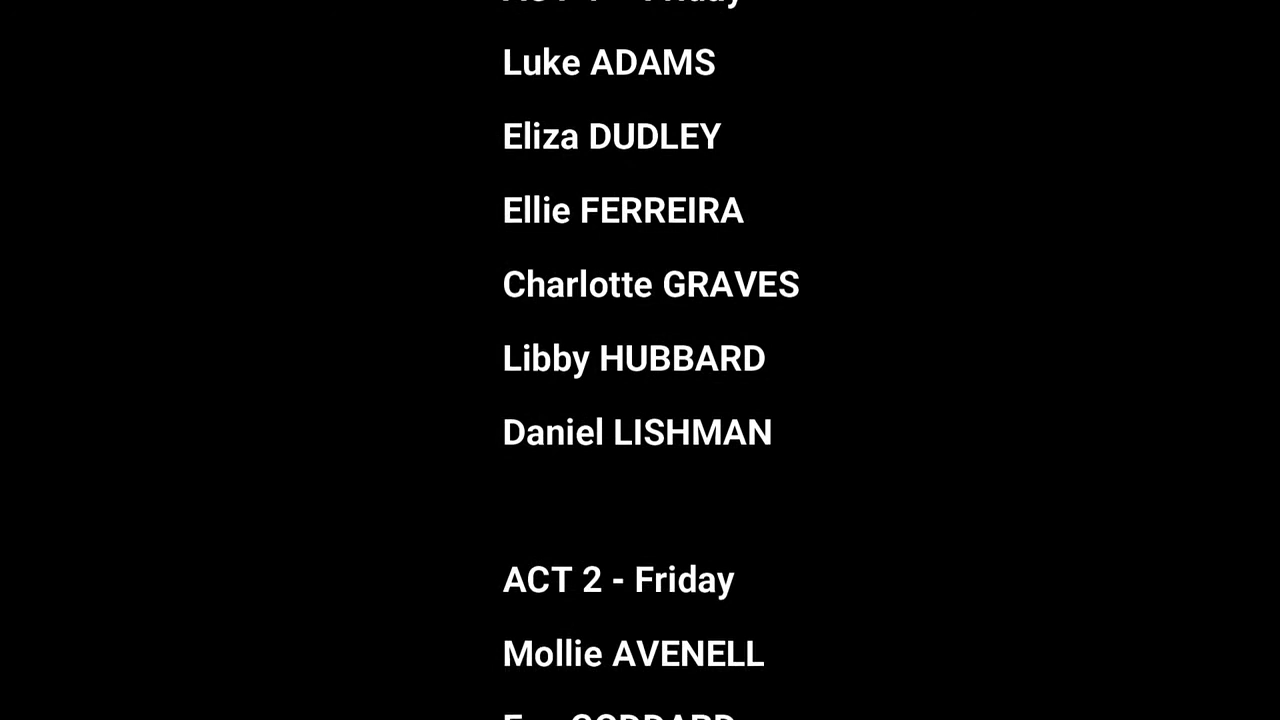 Luke ADAMS
Eliza DUDLEY
Ellie FERREIRA
Charlotte GRAVES
Libby HUBBARD
Daniel LISHMAN
ACT 2 - Friday
Mollie AVENELL